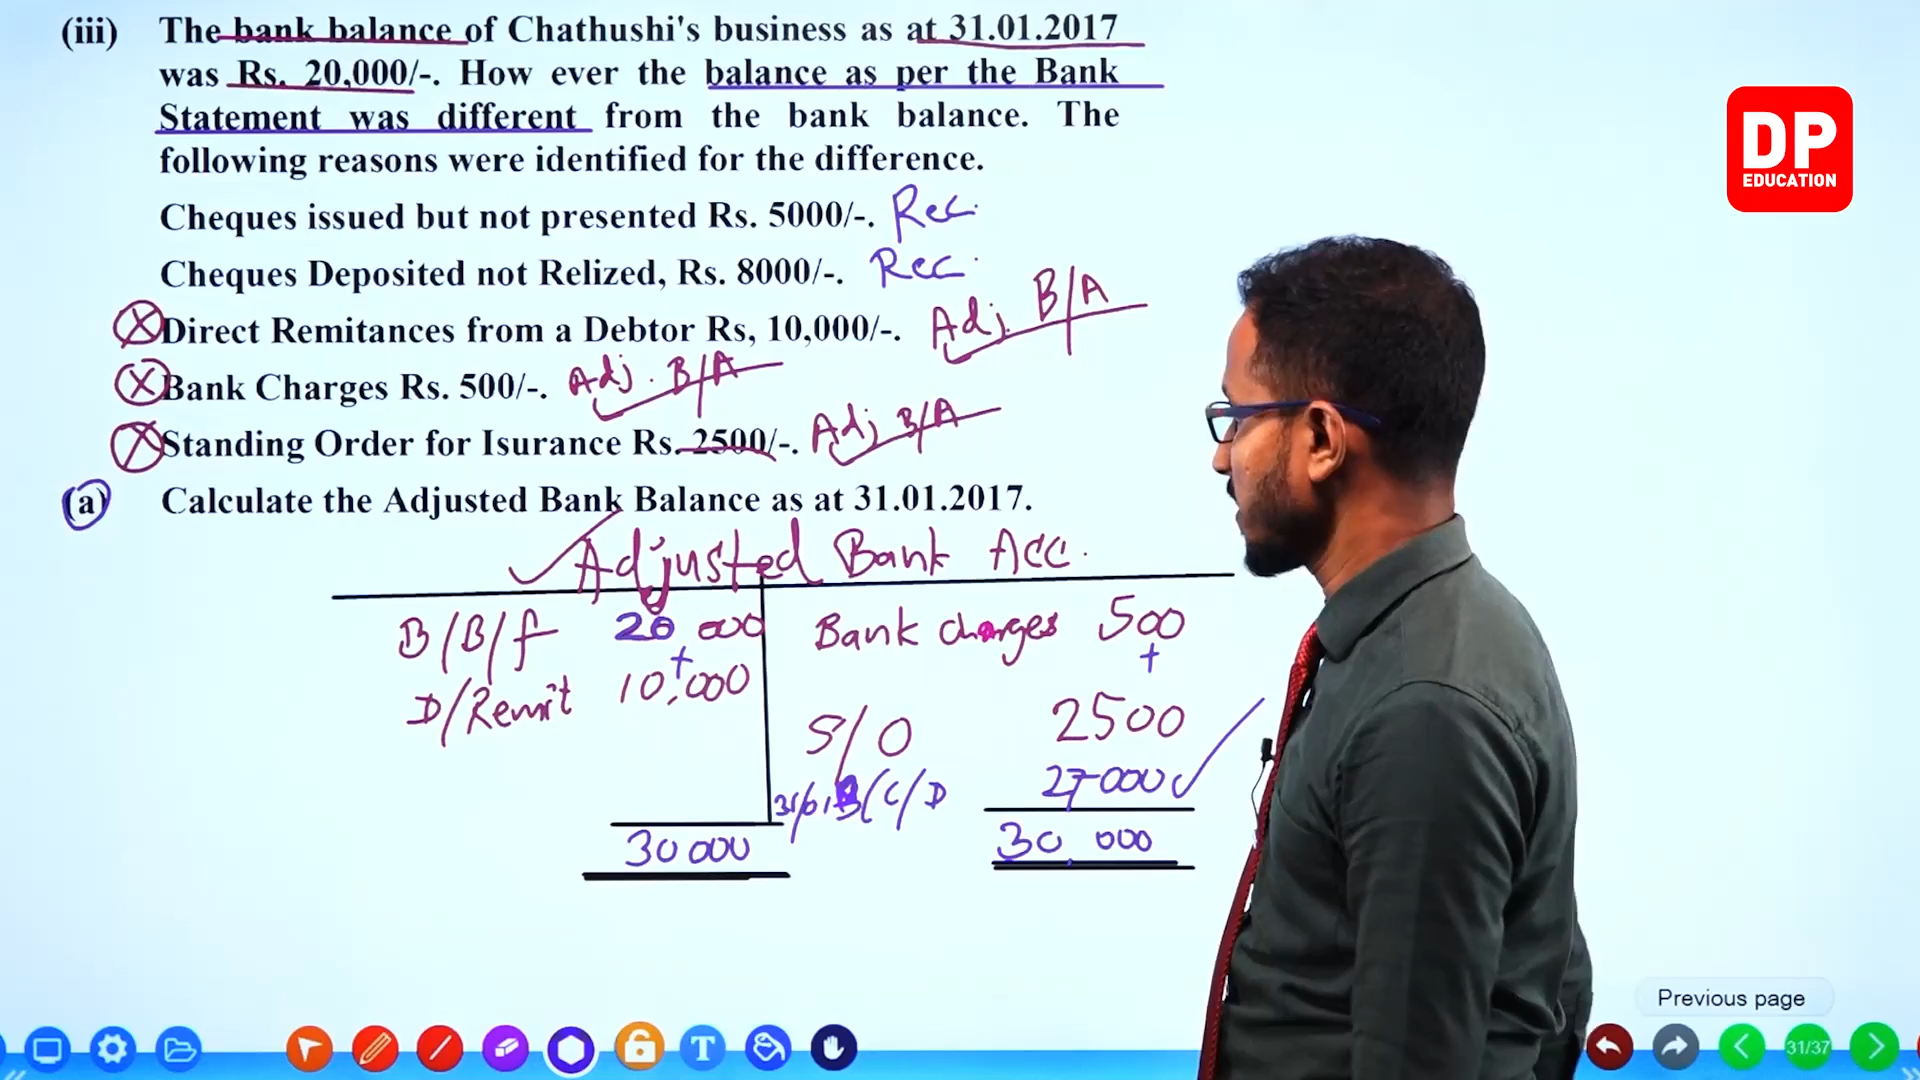 (iii) The bank balance of Chathushi's business as at 31.01.2017
was Rs. 20,000/-. How ever the balance as per the Bank
Statement was different from the bank balance. The
following reasons were identified for the difference.
Cheques issued but not presented Rs. 5000/-. Rec.
Cheques Deposited not Relized, Rs. 8000/-. Rec.
Direct Remitances from a Debtor Rs, 10,000/-. Adj. B/A
Bank Charges Rs. 500/-. Adj. B/A
Standing Order for Isurance Rs. 2500/-. Adj B/A
(a) Calculate the Adjusted Bank Balance as at 31.01.2017.
Adjusted Bank Acc.
B/B/f 20 000 Bank charges 500
+ +
D/Remit 10,000
S/O 2500
31/01 B/C/D 27000
30 000 30 000
DP
EDUCATION
Previous page
T
31/37